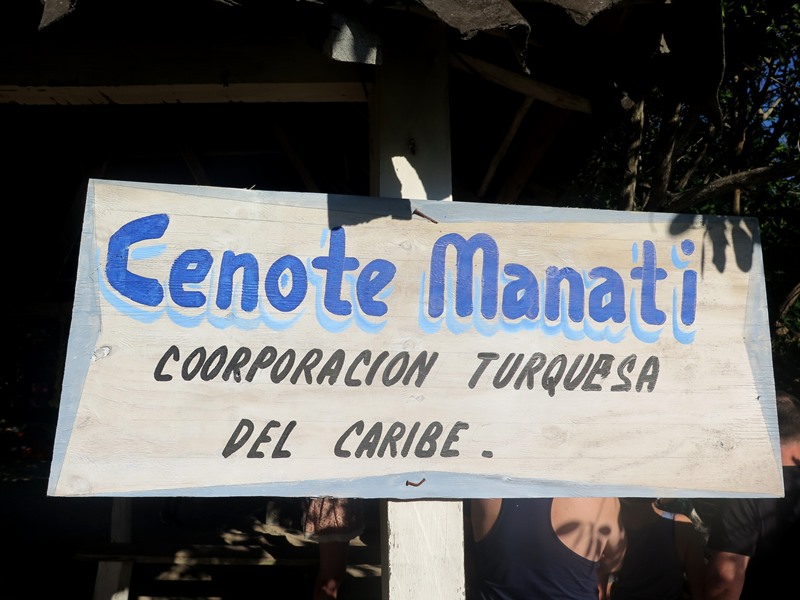 Cenote Manati
COORPORACION TURQUESA
DEL CARIBE.